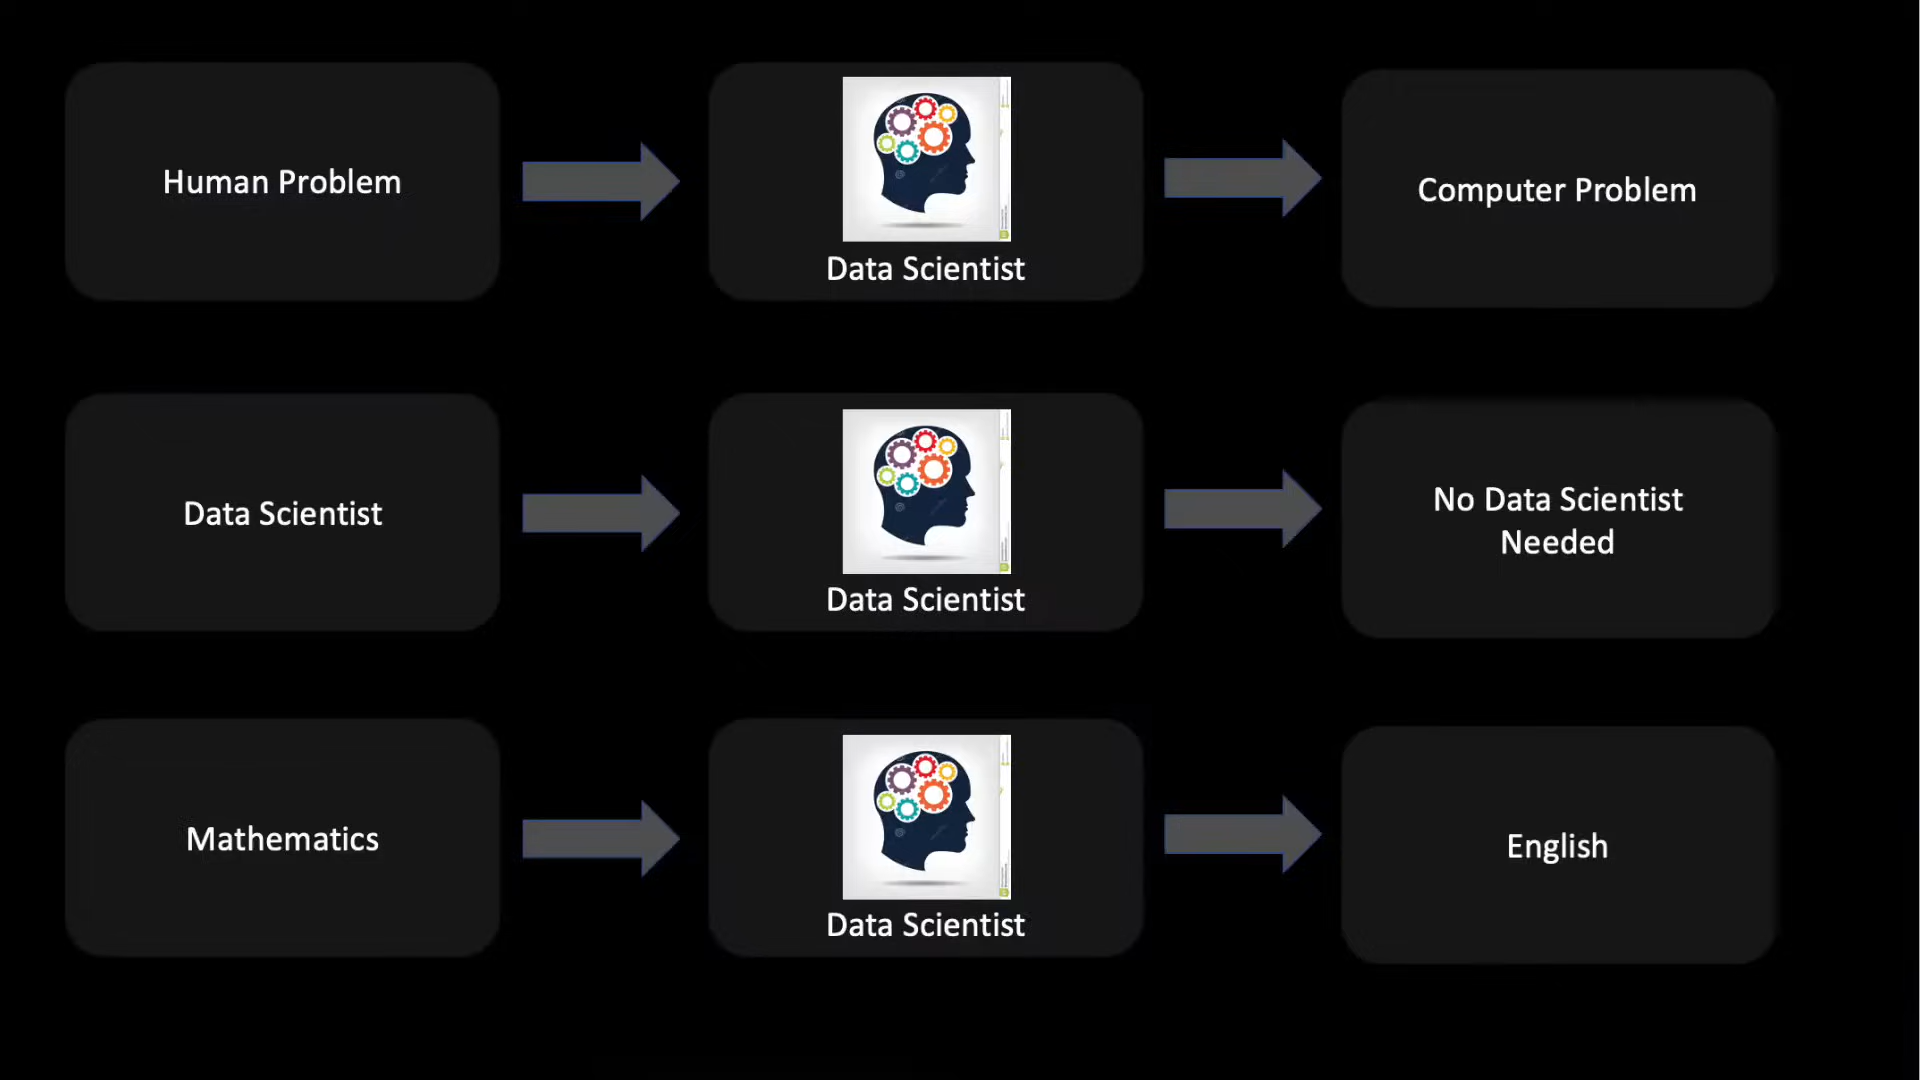 Human Problem
Data Scientist
Computer Problem
Data Scientist
Data Scientist
No Data Scientist
Needed
Mathematics
Data Scientist
English